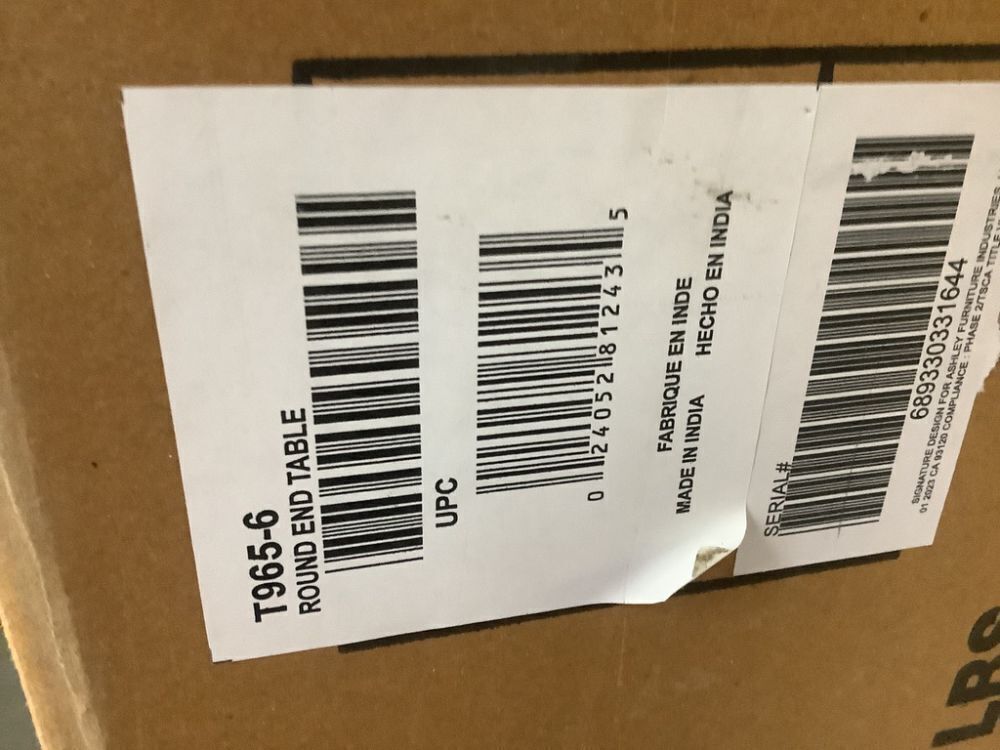 T965-6
ROUND END TABLE
UPC
0 24052 81243 5
FABRIQUE EN INDE
MADE IN INDIA HECHO EN INDIA
SERIAL#
689330331644
SIGNATURE DESIGN FOR ASHLEY FURNITURE INDUSTRIES
01 2023 CA 93120 COMPLIANCE : PHASE 2/TSCA TITLE
LBS